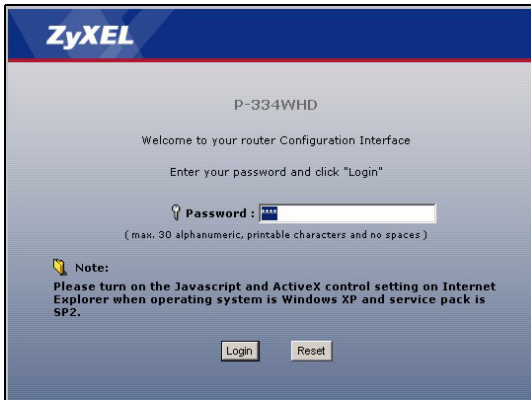 ZyXEL
P-334WHD
Welcome to your router Configuration Interface
Enter your password and click "Login"
Password : ****
( max. 30 alphanumeric, printable characters and no spaces )
Note:
Please turn on the Javascript and ActiveX control setting on Internet
Explorer when operating system is Windows XP and service pack is
SP2.
Login Reset